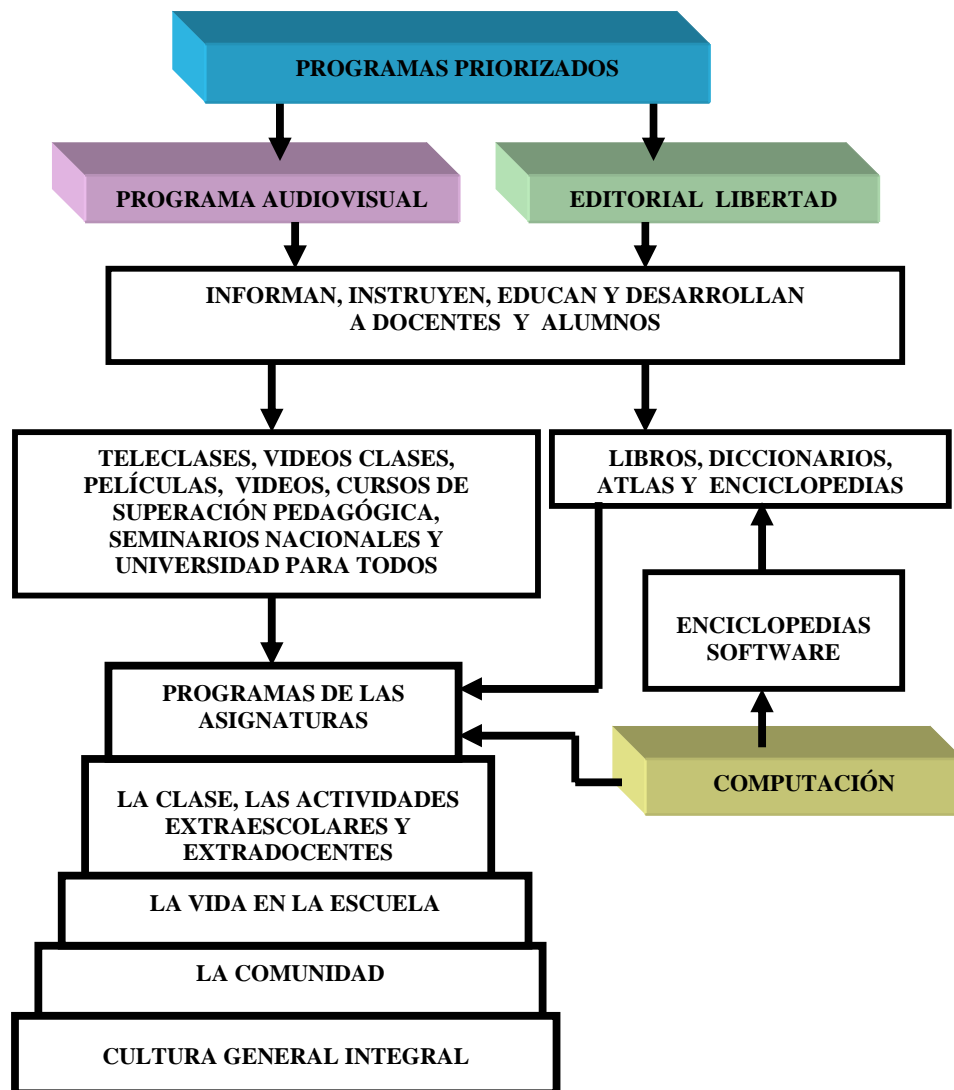 PROGRAMAS PRIORIZADOS
PROGRAMA AUDIOVISUAL
EDITORIAL LIBERTAD
INFORMAN, INSTRUYEN, EDUCAN Y DESARROLLAN
A DOCENTES Y ALUMNOS
TELECLASES, VIDEOS CLASES,
PELÍCULAS, VIDEOS, CURSOS DE
SUPERACIÓN PEDAGÓGICA,
SEMINARIOS NACIONALES Y
UNIVERSIDAD PARA TODOS
LIBROS, DICCIONARIOS,
ATLAS Y ENCICLOPEDIAS
ENCICLOPEDIAS
SOFTWARE
PROGRAMAS DE LAS
ASIGNATURAS
COMPUTACIÓN
LA CLASE, LAS ACTIVIDADES
EXTRAESCOLARES Y
EXTRADOCENTES
LA VIDA EN LA ESCUELA
LA COMUNIDAD
CULTURA GENERAL INTEGRAL